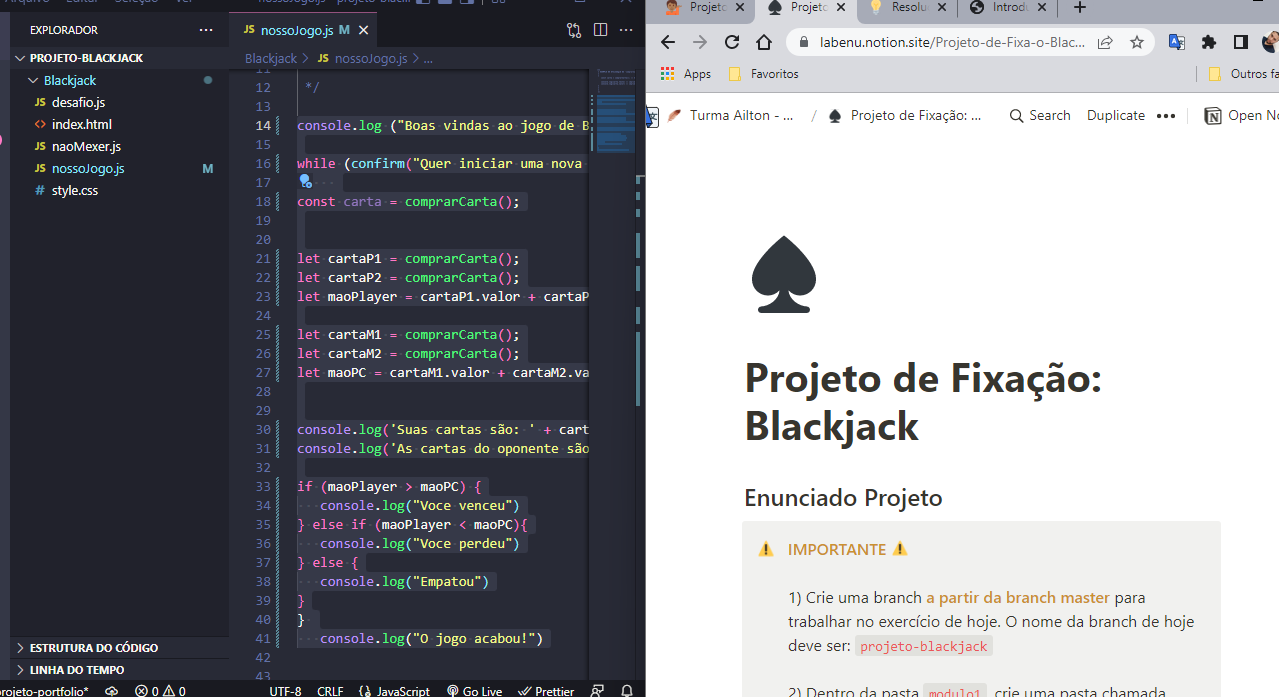 EXPLORADOR
PROJETO-BLACKJACK
Blackjack
JS desafio.js
<> index.html
JS naoMexer.js
JS nossoJogo.js M
# style.css
ESTRUTURA DO CÓDIGO
LINHA DO TEMPO
JS nossoJogo.js M
Blackjack > JS nossoJogo.js > ...
11
12 */
13
14 console.log ("Boas vindas ao jogo de B
15
16 while (confirm("Quer iniciar uma nova
17
18 const carta = comprarCarta();
19
20
21 let cartaP1 = comprarCarta();
22 let cartaP2 = comprarCarta();
23 let maoPlayer = cartaP1.valor + cartaP
24
25 let cartaM1 = comprarCarta();
26 let cartaM2 = comprarCarta();
27 let maoPC = cartaM1.valor + cartaM2.va
28
29
30 console.log('Suas cartas são: ' + cart
31 console.log('As cartas do oponente são
32
33 if (maoPlayer > maoPC) {
34 console.log("Voce venceu")
35 } else if (maoPlayer < maoPC){
36 console.log("Voce perdeu")
37 } else {
38 console.log("Empatou")
39 }
40 }
41 console.log("O jogo acabou!")
42
43
rojeto-portfolio* 0 0 UTF-8 CRLF {} JavaScript Go Live Prettier
Projeto Projeto Resolu Introdu
labenu.notion.site/Projeto-de-Fixa-o-Blac...
Apps Favoritos Outros fa
Turma Ailton - ... / Projeto de Fixação: ... Search Duplicate Open No
Projeto de Fixação:
Blackjack
Enunciado Projeto
IMPORTANTE
1) Crie uma branch a partir da branch master para
trabalhar no exercício de hoje. O nome da branch de hoje
deve ser: projeto-blackjack
2) Dentro da pasta modulo1, crie uma pasta chamada